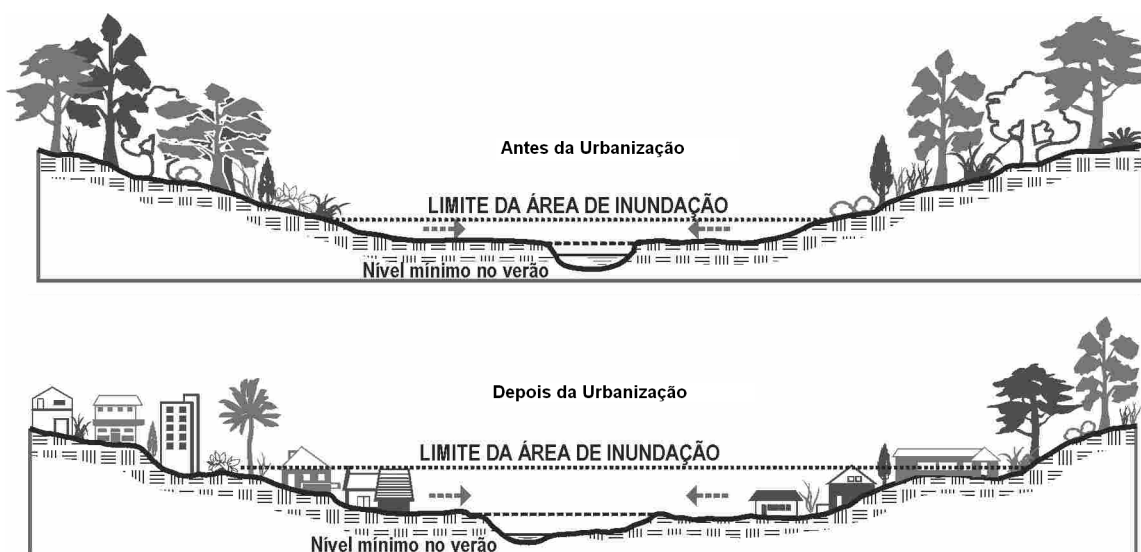 Antes da Urbanização
LIMITE DA ÁREA DE INUNDAÇÃO
Nível mínimo no verão
Depois da Urbanização
LIMITE DA ÁREA DE INUNDAÇÃO
Nível mínimo no verão